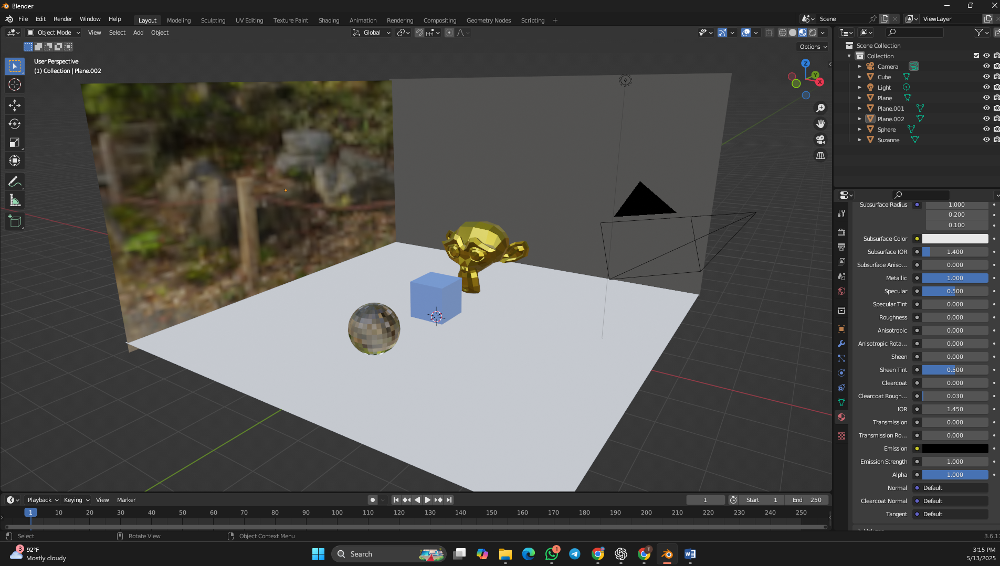 Blender
File Edit Render Window Help Layout Modeling Sculpting UV Editing Texture Paint Shading Animation Rendering Compositing Geometry Nodes Scripting + Scene ViewLayer
Object Mode View Select Add Object Global
Options
User Perspective
(1) Collection | Plane.002
Z
Y
X
Scene Collection
Collection
Camera
Cube
Light
Plane
Plane.001
Plane.002
Sphere
Suzanne
Subsurface Radius 1.000
0.200
0.100
Subsurface Color
Subsurface IOR 1.400
Subsurface Aniso... 0.000
Metallic 1.000
Specular 0.500
Specular Tint 0.000
Roughness 0.000
Anisotropic 0.000
Anisotropic Rota... 0.000
Sheen 0.000
Sheen Tint 0.500
Clearcoat 0.000
Clearcoat Rough... 0.030
IOR 1.450
Transmission 0.000
Transmission Ro... 0.000
Emission
Emission Strength 1.000
Alpha 1.000
Normal Default
Clearcoat Normal Default
Tangent Default
Playback Keying View Marker 1 Start 1 End 250
1 10 20 30 40 50 60 70 80 90 100 110 120 130 140 150 160 170 180 190 200 210 220 230 240 250
Select Rotate View Object Context Menu
3.6.1
3 92°F
Mostly cloudy
Search
1
T
3:15 PM
5/13/2025